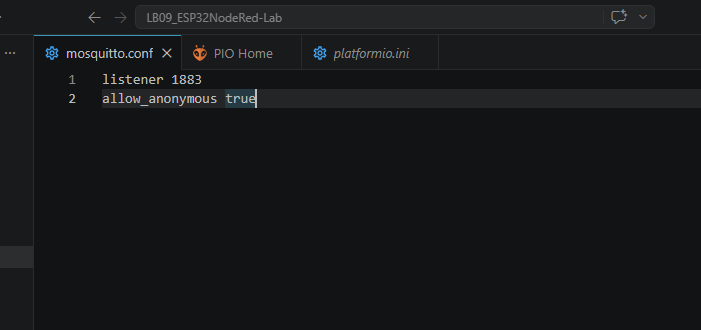 LB09_ESP32NodeRed-Lab
mosquitto.conf
PIO Home
platformio.ini
1 listener 1883
2 allow_anonymous true